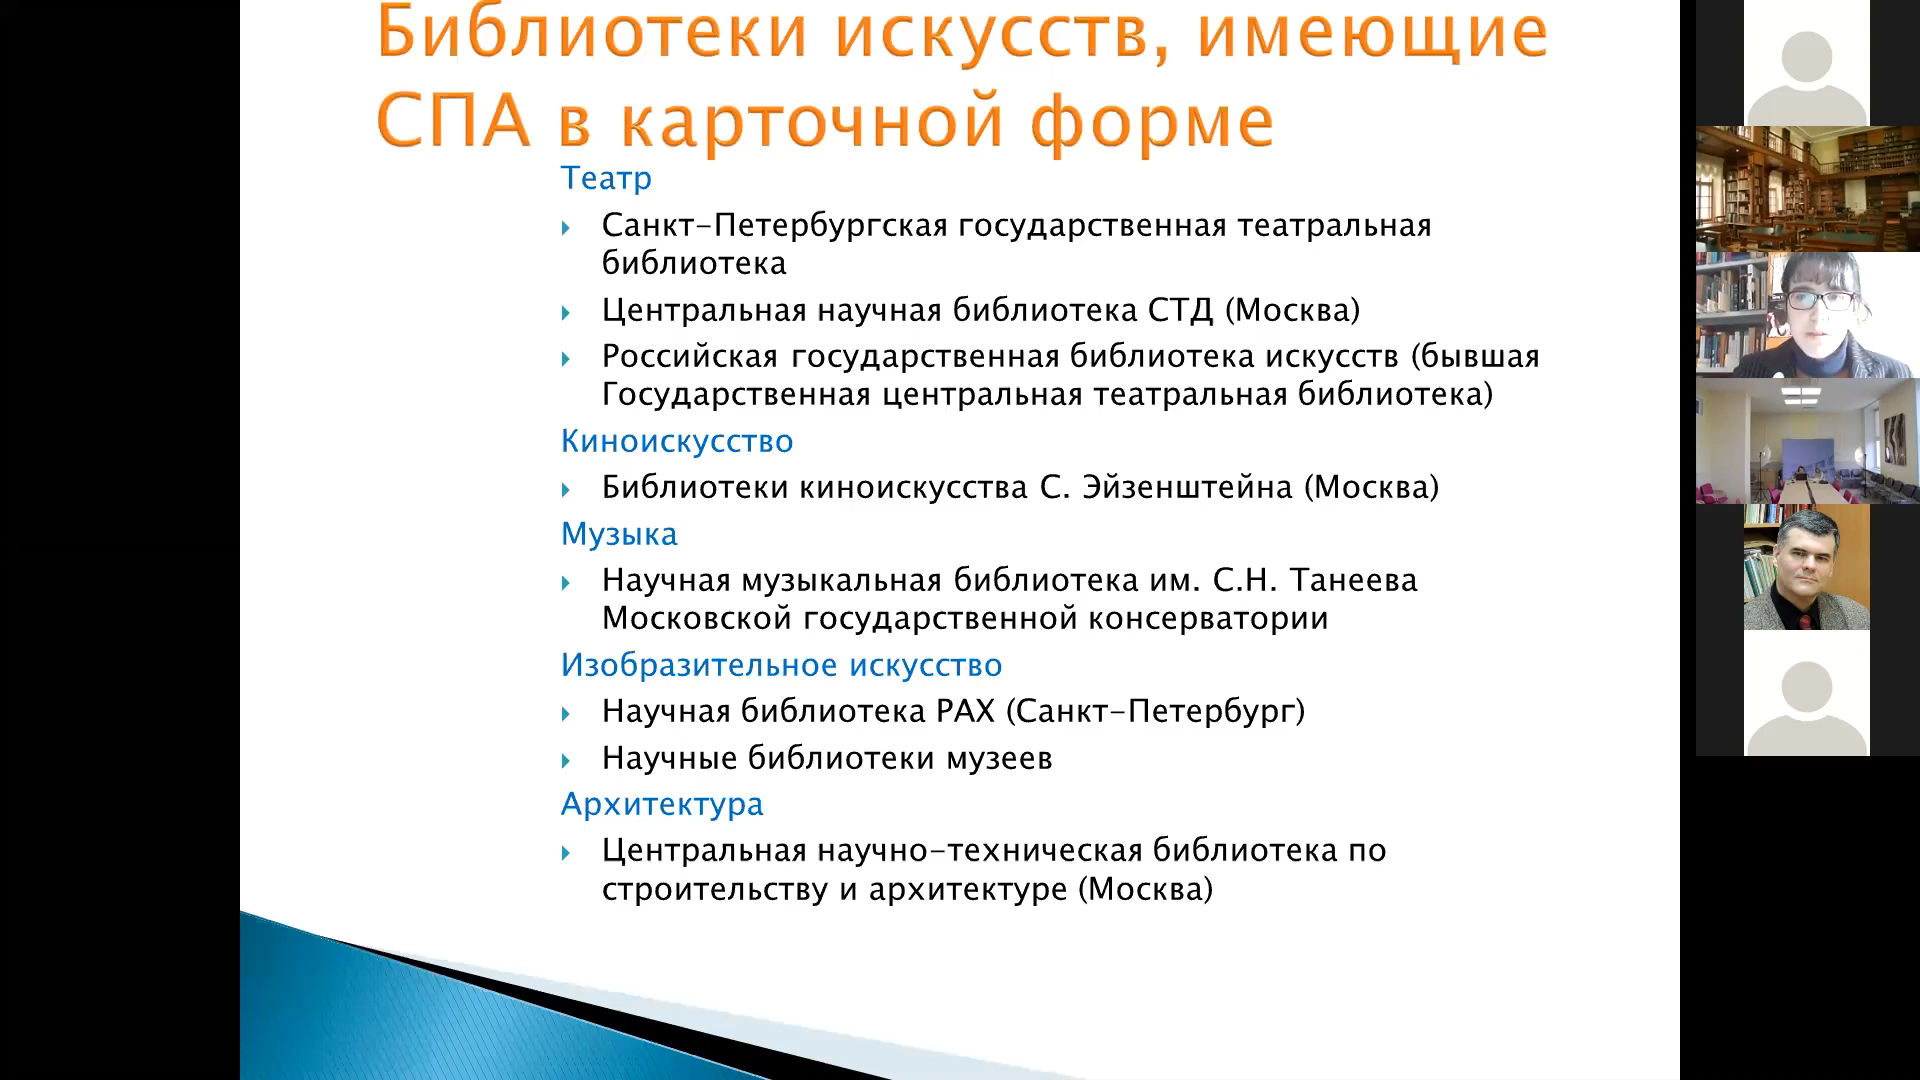 Библиотеки искусств, имеющие
СПА в карточной форме
Театр
Санкт-Петербургская государственная театральная
библиотека
Центральная научная библиотека СТД (Москва)
Российская государственная библиотека искусств (бывшая
Государственная центральная театральная библиотека)
Киноискусство
Библиотеки киноискусства С. Эйзенштейна (Москва)
Музыка
Научная музыкальная библиотека им. С.Н. Танеева
Московской государственной консерватории
Изобразительное искусство
Научная библиотека РАХ (Санкт-Петербург)
Научные библиотеки музеев
Архитектура
Центральная научно-техническая библиотека по
строительству и архитектуре (Москва)